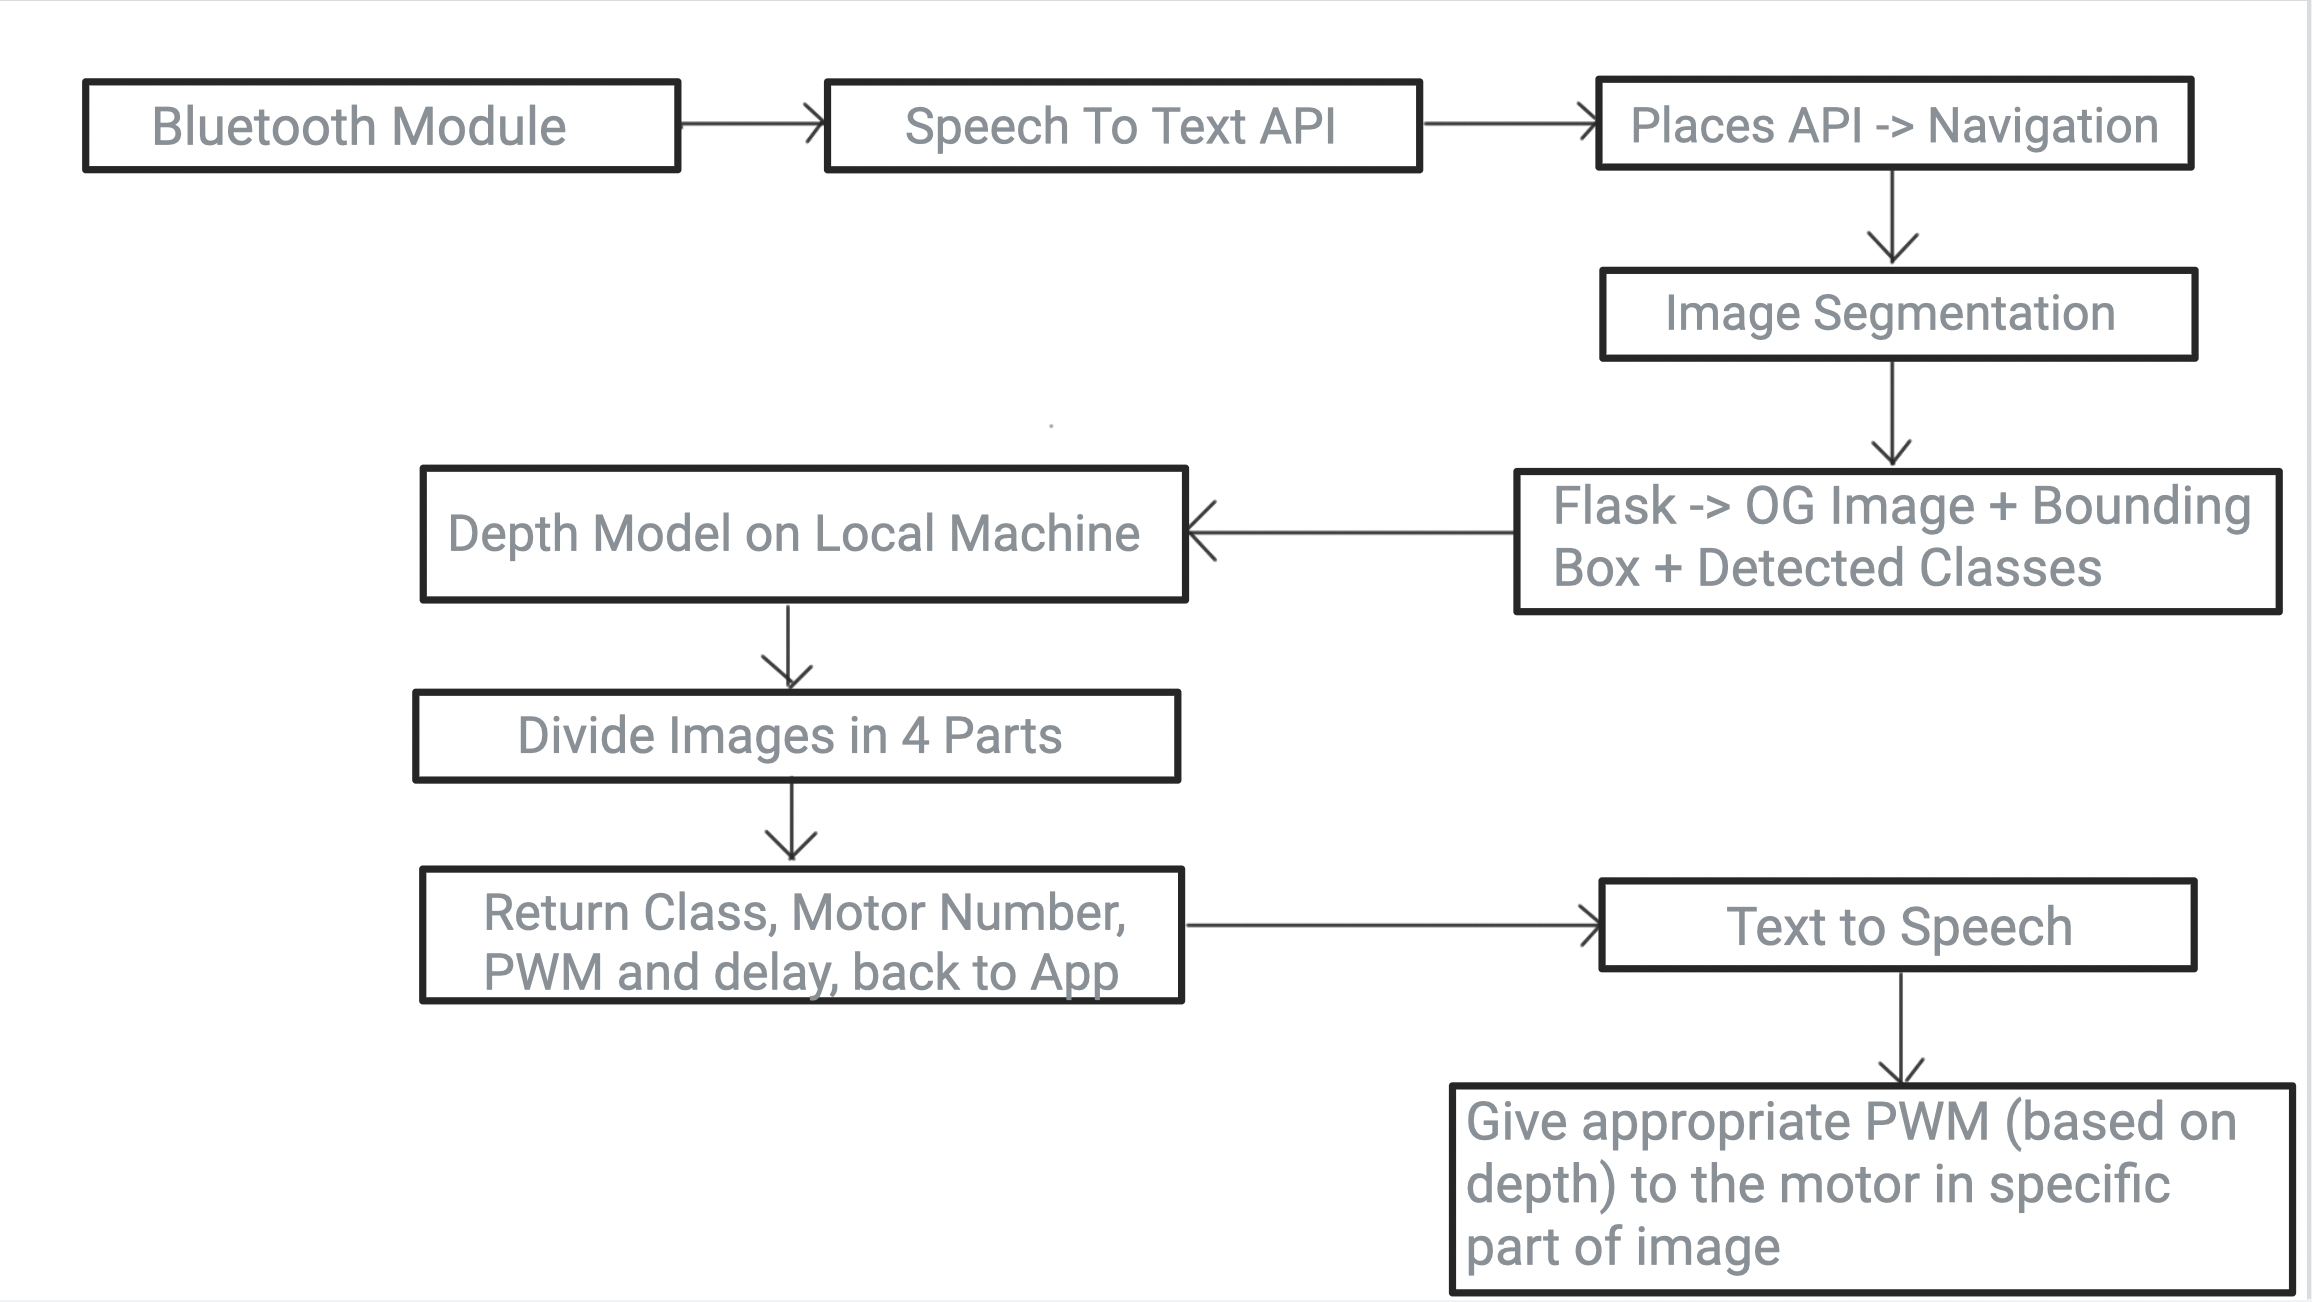 Bluetooth Module
Speech To Text API
Places API -> Navigation
Image Segmentation
Flask -> OG Image + Bounding
Box + Detected Classes
Depth Model on Local Machine
Divide Images in 4 Parts
Return Class, Motor Number,
PWM and delay, back to App
Text to Speech
Give appropriate PWM (based on
depth) to the motor in specific
part of image